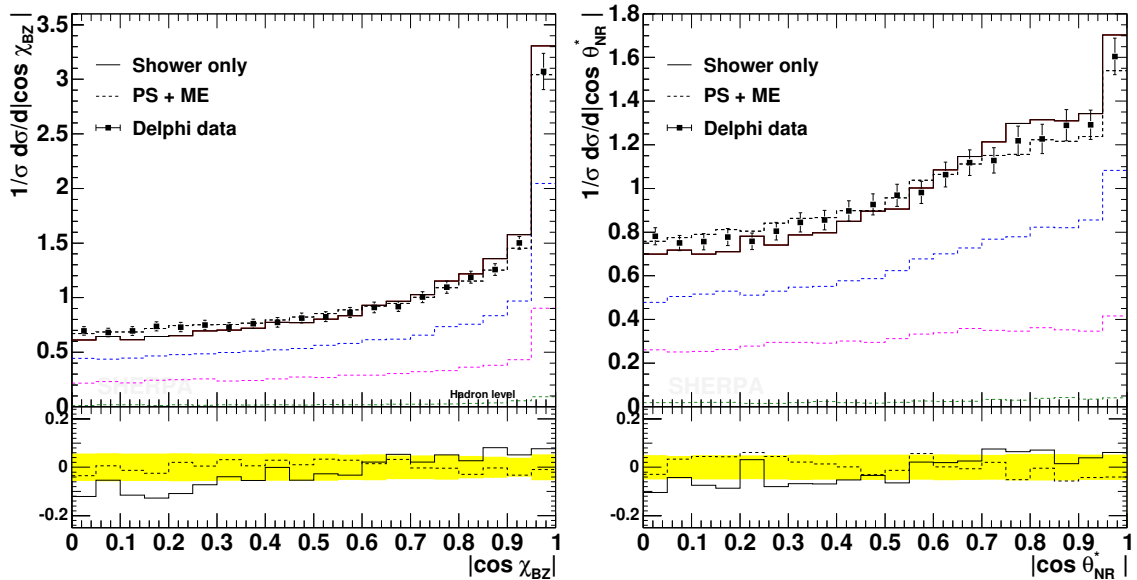 1/σ dσ/d|cos χBZ|
3.5
3
2.5
2
1.5
1
0.5
0
Shower only
PS + ME
Delphi data
SHERPA
Hadron level
0.2
0
-0.2
0 0.1 0.2 0.3 0.4 0.5 0.6 0.7 0.8 0.9 1
|cos χBZ|
1/σ dσ/d|cos θ*NR|
1.8
1.6
1.4
1.2
1
0.8
0.6
0.4
0.2
0
Shower only
PS + ME
Delphi data
SHERPA
0.2
0
-0.2
0 0.1 0.2 0.3 0.4 0.5 0.6 0.7 0.8 0.9 1
|cos θ*NR|